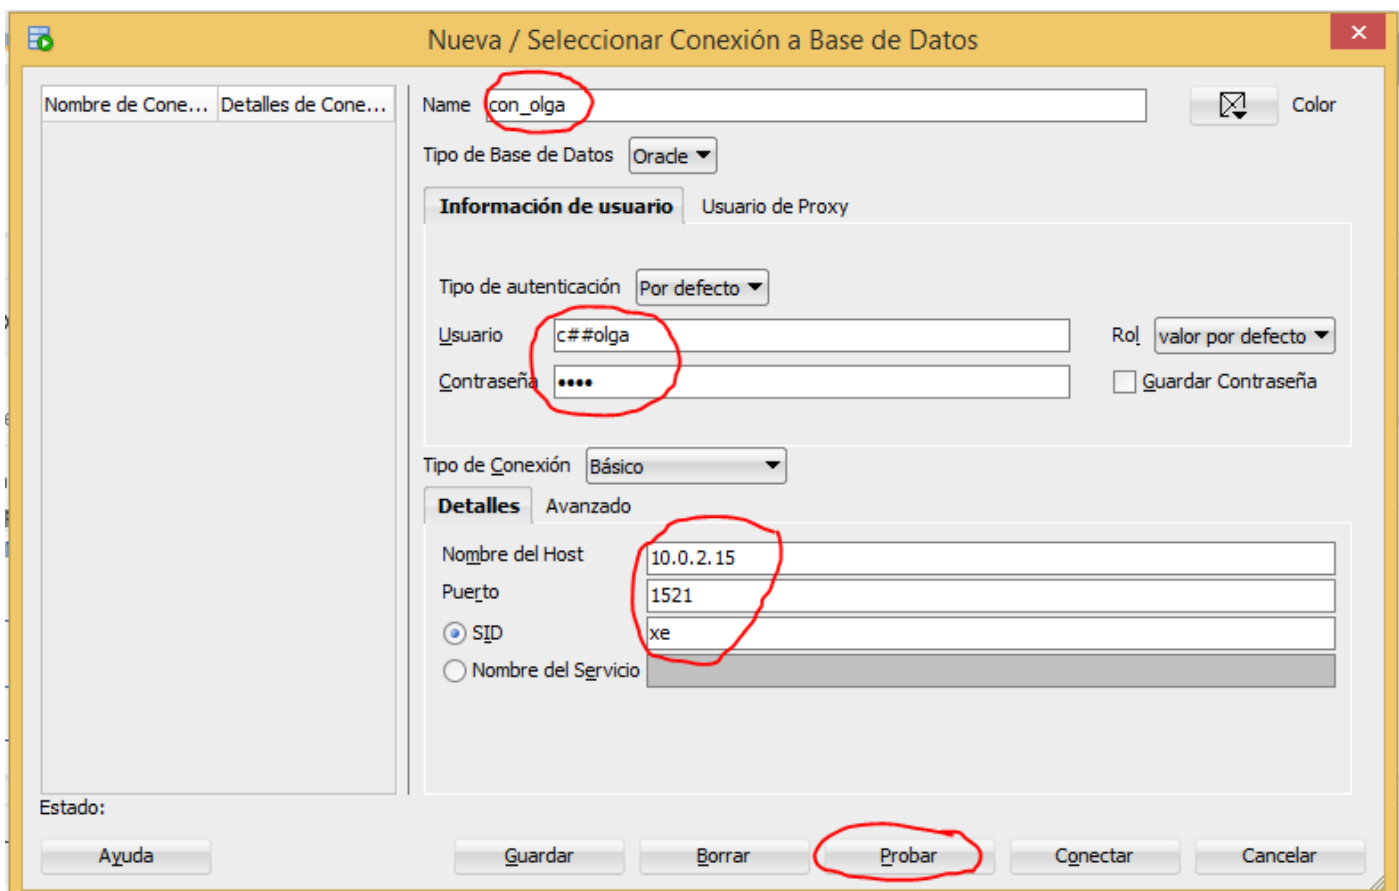 Nueva / Seleccionar Conexión a Base de Datos
Nombre de Cone... Detalles de Cone...
Name con_olga Color
Tipo de Base de Datos Oracle
Información de usuario Usuario de Proxy
Tipo de autenticación Por defecto
Usuario c##olga Rol valor por defecto
Contraseña •••• Guardar Contraseña
Tipo de Conexión Básico
Detalles Avanzado
Nombre del Host 10.0.2.15
Puerto 1521
SID xe
Nombre del Servicio
Estado:
Ayuda Guardar Borrar Probar Conectar Cancelar